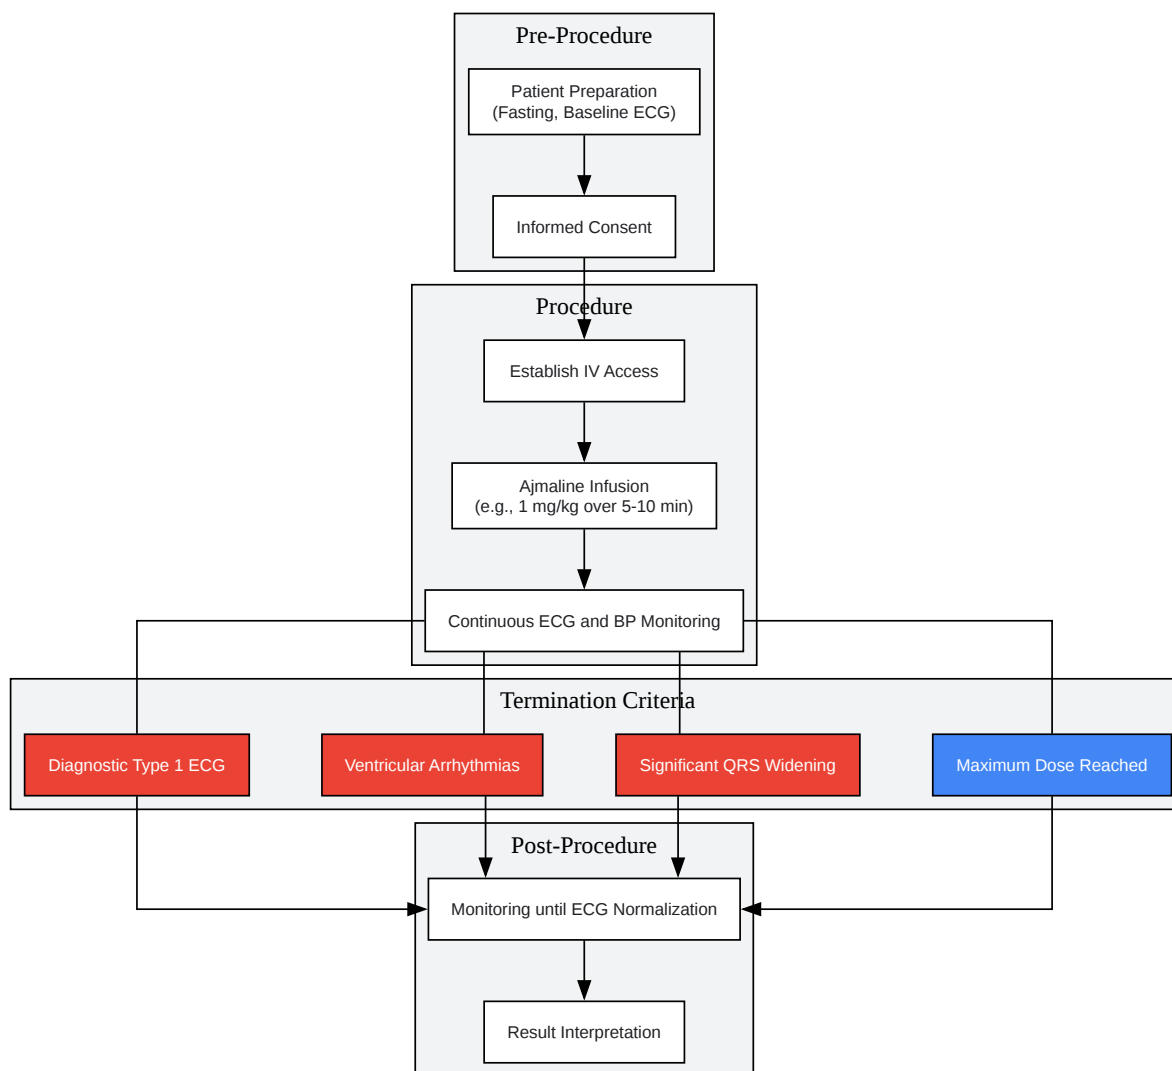 Pre-Procedure
Patient Preparation
(Fasting, Baseline ECG)
Informed Consent
Procedure
Establish IV Access
Ajmaline Infusion
(e.g., 1 mg/kg over 5-10 min)
Continuous ECG and BP Monitoring
Termination Criteria
Diagnostic Type 1 ECG
Ventricular Arrhythmias
Significant QRS Widening
Maximum Dose Reached
Post-Procedure
Monitoring until ECG Normalization
Result Interpretation